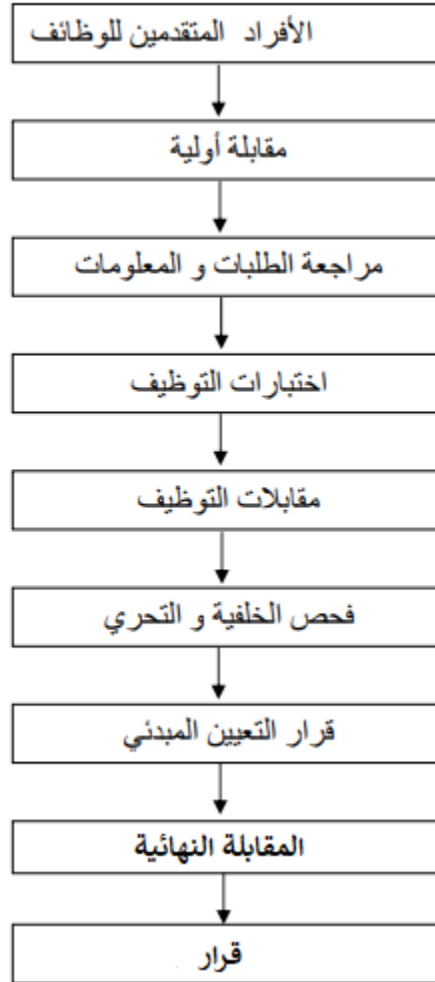 الأفراد المتقدمين للوظائف
مقابلة أولية
مراجعة الطلبات و المعلومات
اختبارات التوظيف
مقابلات التوظيف
فحص الخلفية و التحري
قرار التعيين المبدئي
المقابلة النهائية
قرار